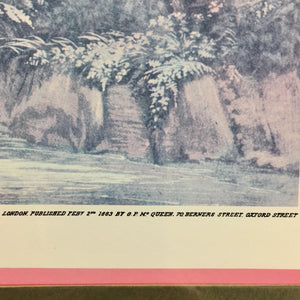 LONDON. PUBLISHED FEBY 2ND 1863 BY O. P. MC QUEEN. 70, BERNERS STREET, OXFORD STREET